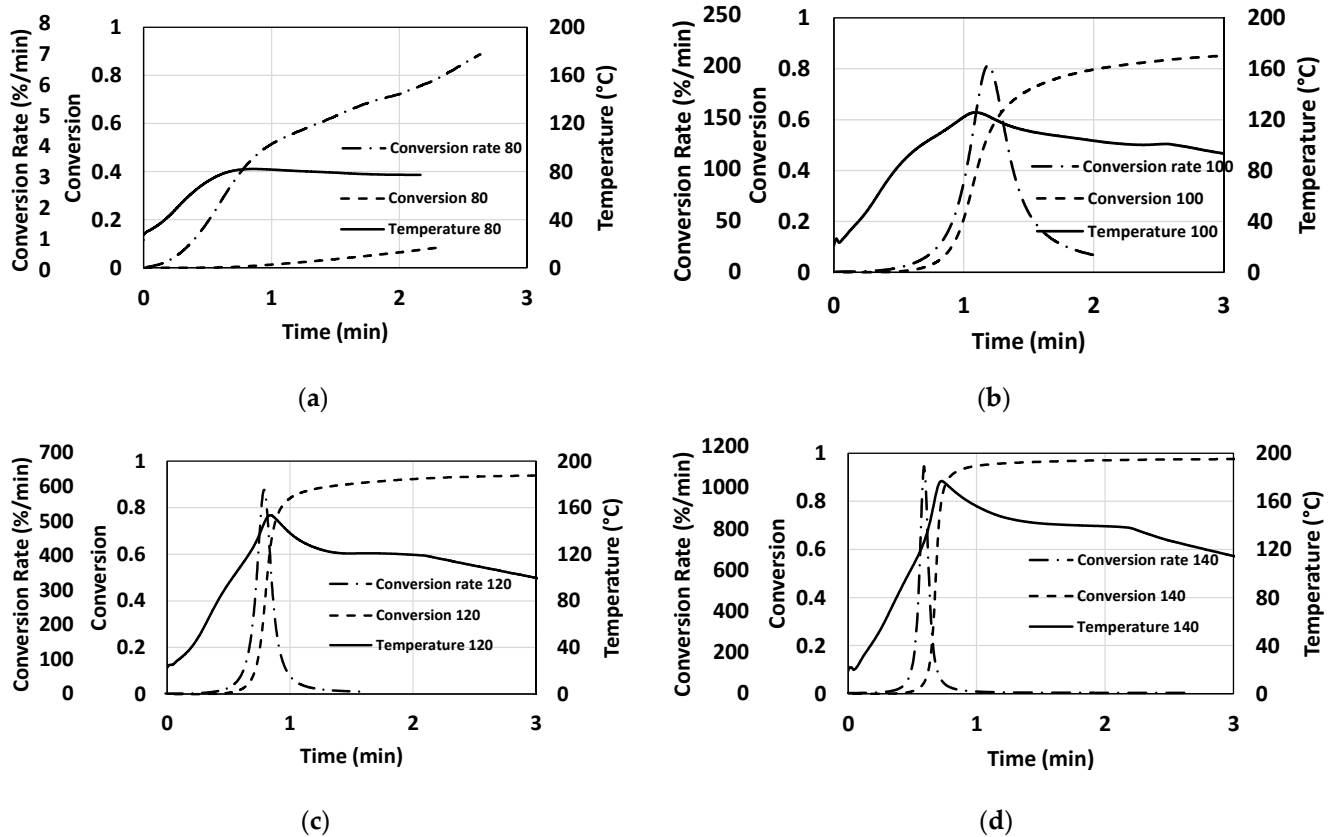 Conversion Rate (%/min)
Conversion
8
7
6
5
4
3
2
1
0
1
0.8
0.6
0.4
0.2
0
200
160
120
80
40
0
Temperature (°C)
Conversion rate 80
Conversion 80
Temperature 80
0 1 2 3
Time (min)
(a)
Conversion Rate (%/min)
Conversion
250
200
150
100
50
0
1
0.8
0.6
0.4
0.2
0
200
160
120
80
40
0
Temperature (°C)
Conversion rate 100
Conversion 100
Temperature 100
0 1 2 3
Time (min)
(b)
Conversion Rate (%/min)
Conversion
700
600
500
400
300
200
100
0
1
0.8
0.6
0.4
0.2
0
200
160
120
80
40
0
Temperature (°C)
Conversion rate 120
Conversion 120
Temperature 120
0 1 2 3
Time (min)
(c)
Conversion Rate (%/min)
Conversion
1200
1000
800
600
400
200
0
1
0.8
0.6
0.4
0.2
0
200
160
120
80
40
0
Temperature (°C)
Conversion rate 140
Conversion 140
Temperature 140
0 1 2 3
Time (min)
(d)